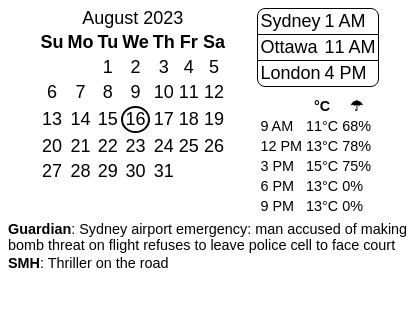 August 2023
Su Mo Tu We Th Fr Sa
1 2 3 4 5
6 7 8 9 10 11 12
13 14 15 16 17 18 19
20 21 22 23 24 25 26
27 28 29 30 31
Sydney 1 AM
Ottawa 11 AM
London 4 PM
°C ☂
9 AM 11°C 68%
12 PM 13°C 78%
3 PM 15°C 75%
6 PM 13°C 0%
9 PM 13°C 0%
Guardian: Sydney airport emergency: man accused of making
bomb threat on flight refuses to leave police cell to face court
SMH: Thriller on the road